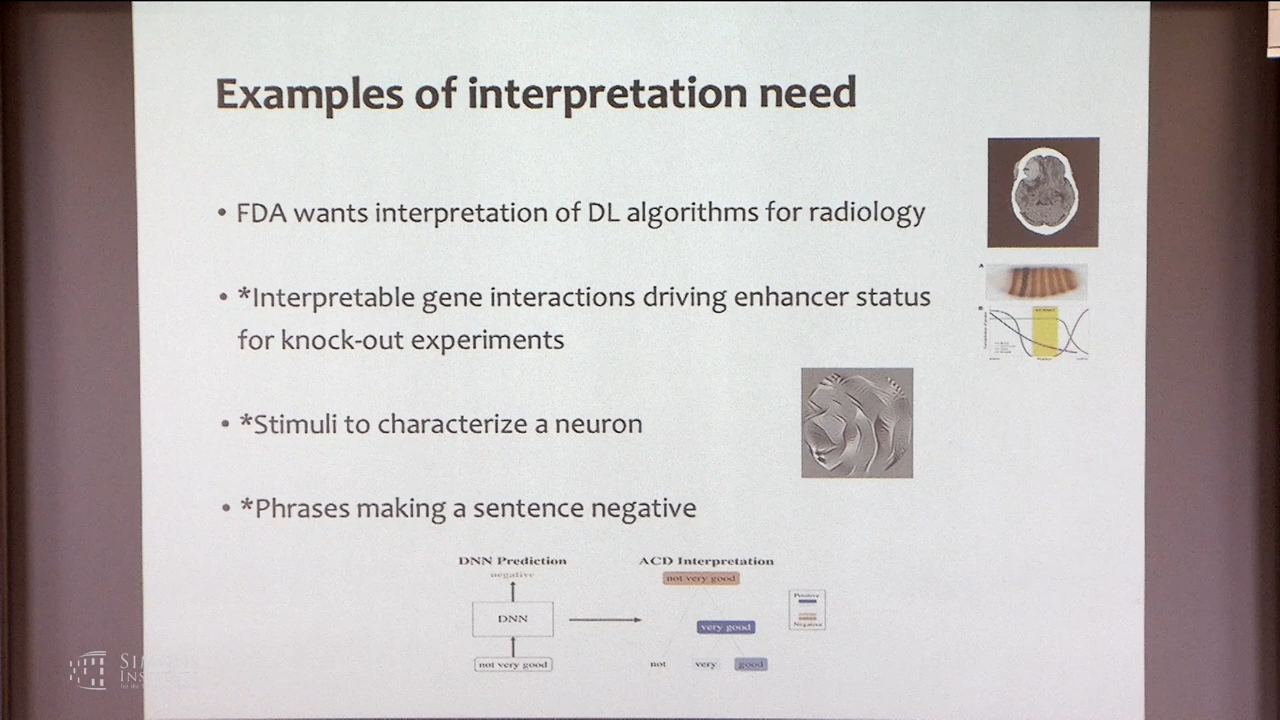 Examples of interpretation need
• FDA wants interpretation of DL algorithms for radiology
• *Interpretable gene interactions driving enhancer status
for knock-out experiments
• *Stimuli to characterize a neuron
• *Phrases making a sentence negative
A
B
DNN Prediction
negative
DNN
not very good
ACD Interpretation
not very good
very good
not very good
Positive
Negative